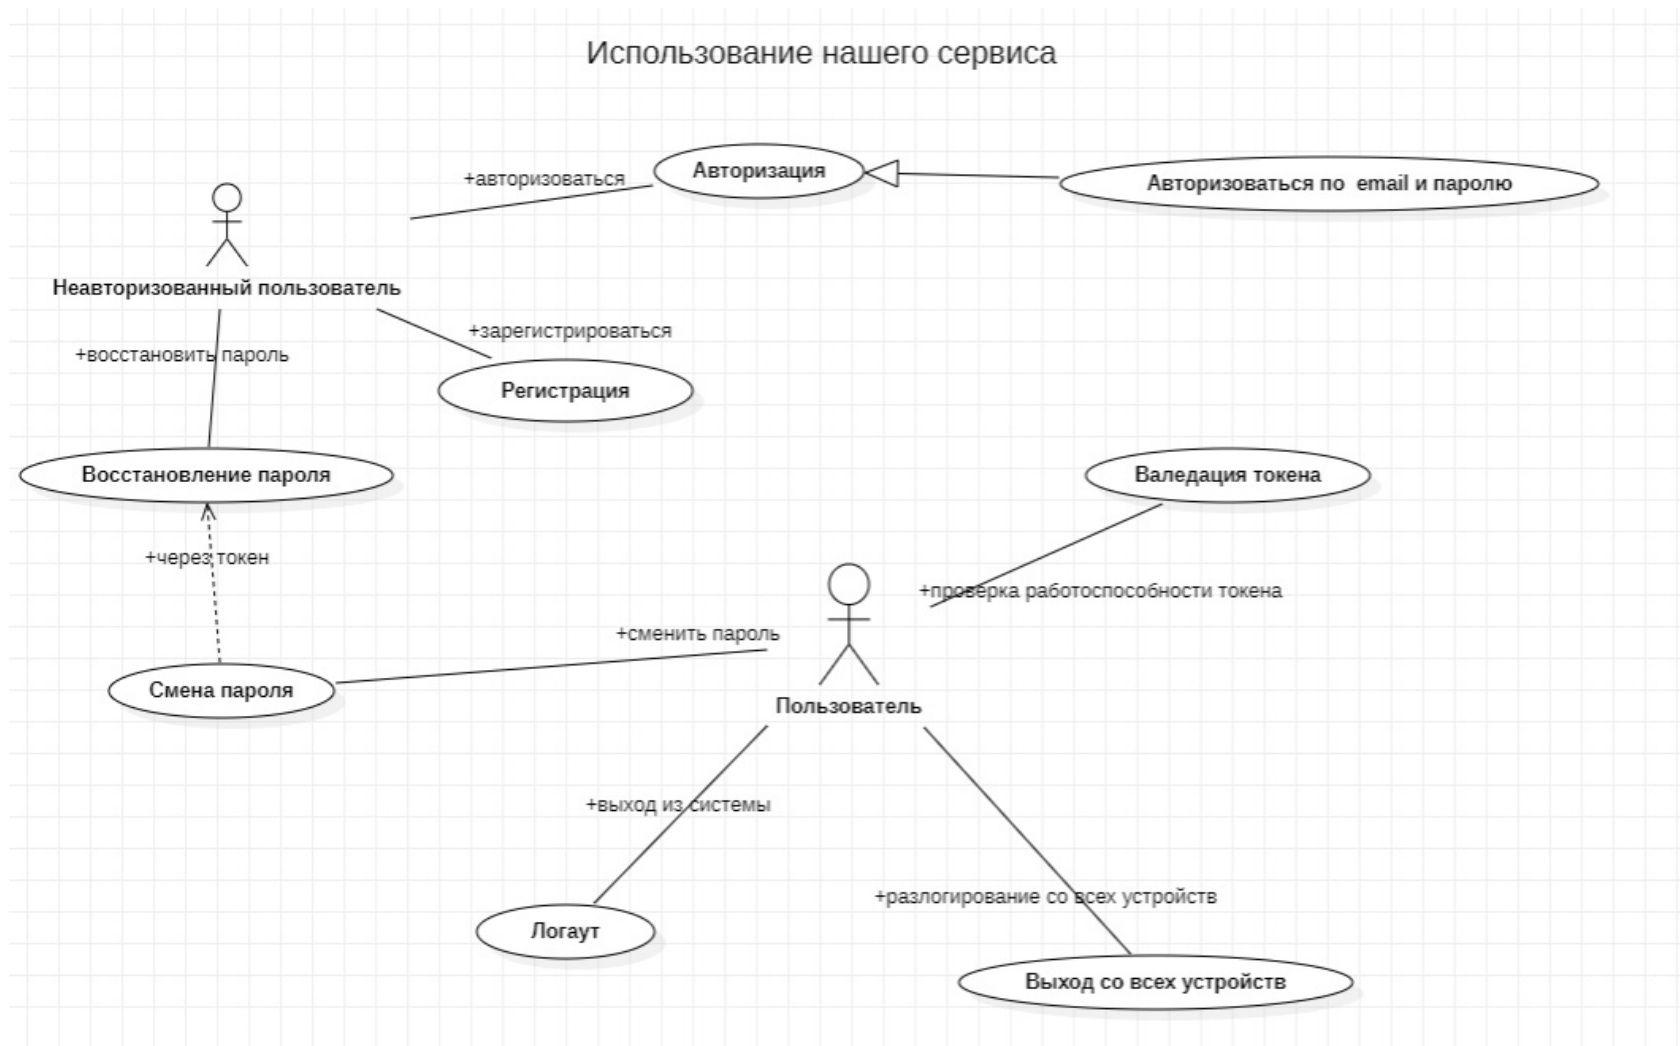 Использование нашего сервиса
+авторизоваться
Авторизация
Авторизоваться по  email и паролю
Неавторизованный пользователь
+зарегистрироваться
+восстановить пароль
Регистрация
Восстановление пароля
Валедация токена
+через токен
+проверка работоспособности токена
+сменить пароль
Смена пароля
Пользователь
+выход из системы
+разлогирование со всех устройств
Логаут
Выход со всех устройств